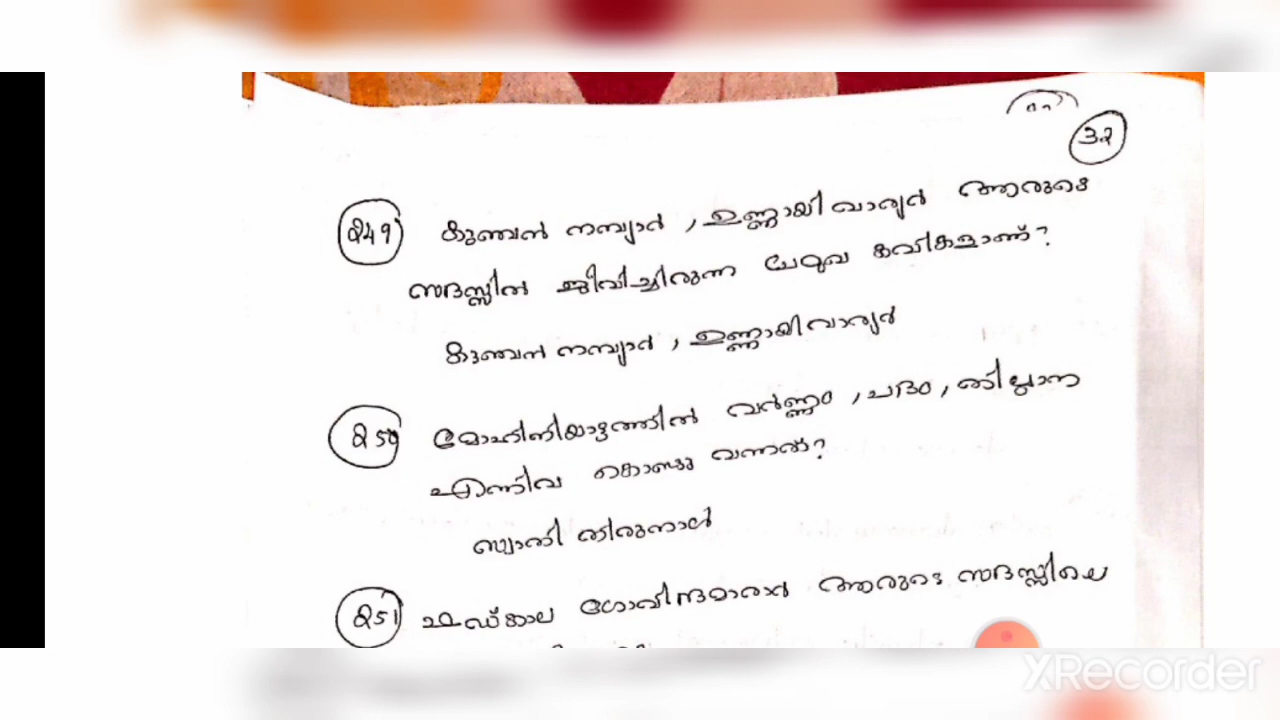 32
249 കുഞ്ചൻ നമ്പ്യാർ, ഉണ്ണായി വാര്യർ ആരുടെ
സദസ്സിൽ ജീവിച്ചിരുന്ന പ്രമുഖ കവികളാണ്?
കുഞ്ചൻ നമ്പ്യാർ, ഉണ്ണായിവാര്യർ
250 മോഹിനിയാട്ടത്തിൽ വർണ്ണം, പദം, തില്ലാന
എന്നിവ കൊണ്ടു വന്നത്?
സ്വാതി തിരുനാൾ
251 ഷഡ്കാല ഗോവിന്ദമാരാർ ആരുടെ സദസ്സിലെ
XRecorder